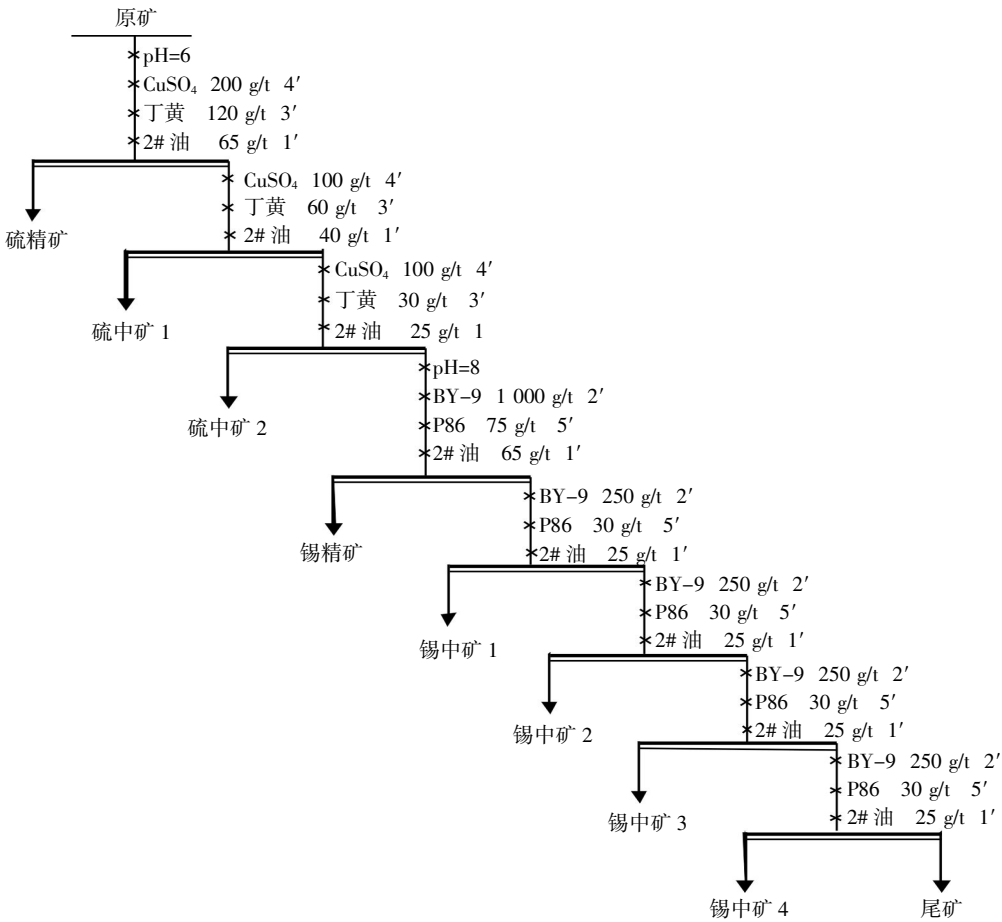 原矿
pH=6
CuSO₄ 200 g/t 4′
丁黄 120 g/t 3′
2# 油 65 g/t 1′
硫精矿
CuSO₄ 100 g/t 4′
丁黄 60 g/t 3′
2# 油 40 g/t 1′
硫中矿 1
CuSO₄ 100 g/t 4′
丁黄 30 g/t 3′
2# 油 25 g/t 1
硫中矿 2
pH=8
BY-9 1 000 g/t 2′
P86 75 g/t 5′
2# 油 65 g/t 1′
锡精矿
BY-9 250 g/t 2′
P86 30 g/t 5′
2# 油 25 g/t 1′
锡中矿 1
BY-9 250 g/t 2′
P86 30 g/t 5′
2# 油 25 g/t 1′
锡中矿 2
BY-9 250 g/t 2′
P86 30 g/t 5′
2# 油 25 g/t 1′
锡中矿 3
BY-9 250 g/t 2′
P86 30 g/t 5′
2# 油 25 g/t 1′
锡中矿 4
尾矿